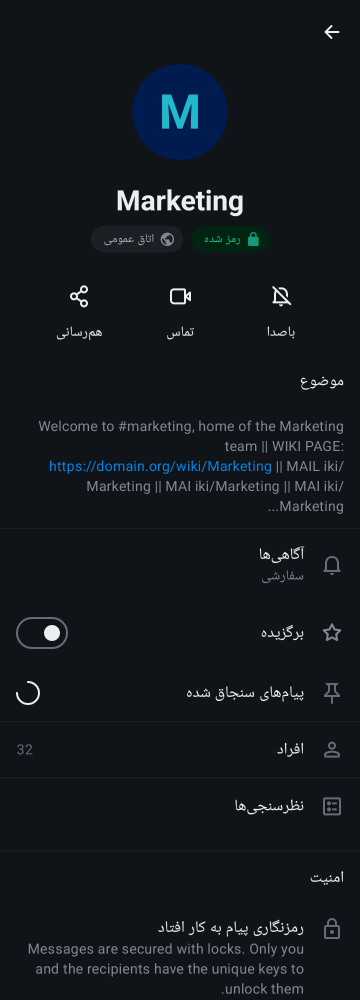 M
Marketing
رمز شده
اتاق عمومی
باصدا
تماس
هم‌رسانی
موضوع
Welcome to #marketing, home of the Marketing
team || WIKI PAGE:
https://domain.org/wiki/Marketing || MAIL iki/
Marketing || MAI iki/Marketing || MAI iki/
Marketing...
آگاهی‌ها
سفارشی
برگزیده
پیام‌های سنجاق شده
افراد
32
نظرسنجی‌ها
امنیت
رمزنگاری پیام به کار افتاد
Messages are secured with locks. Only you
and the recipients have the unique keys to
unlock them.